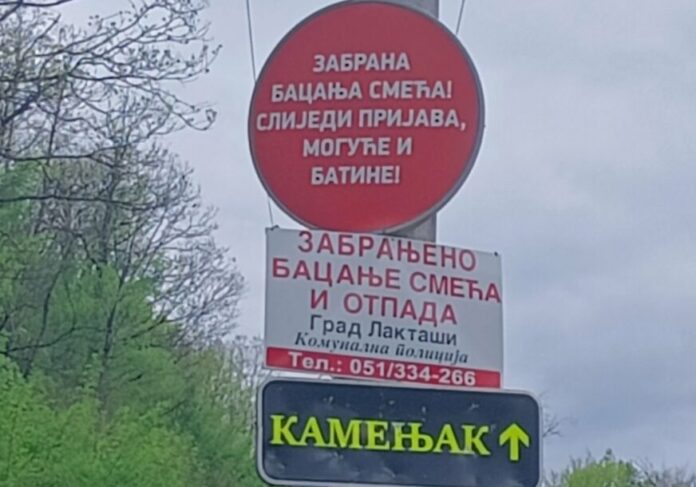 ЗАБРАНА
БАЦАЊА СМЕЋА!
СЛИЈЕДИ ПРИЈАВА,
МОГУЋЕ И
БАТИНЕ!
ЗАБРАЊЕНО
БАЦАЊЕ СМЕЋА
И ОТПАДА
Град Лакташи
Комунална полиција
Тел.: 051/334-266
КАМЕЊАК ↑